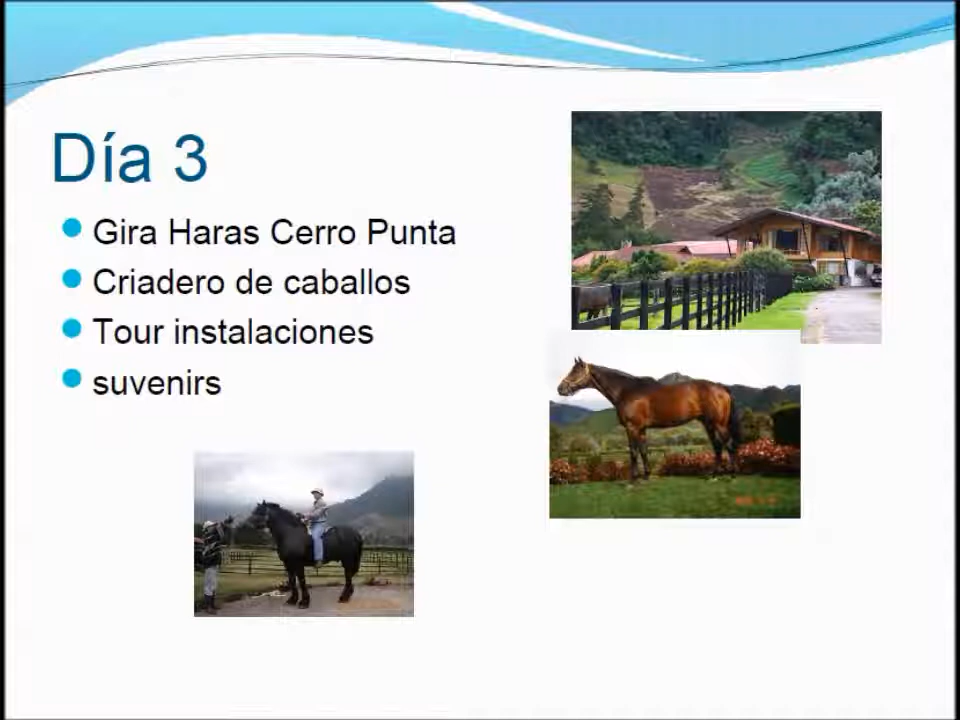 Día 3
Gira Haras Cerro Punta
Criadero de caballos
Tour instalaciones
suvenirs